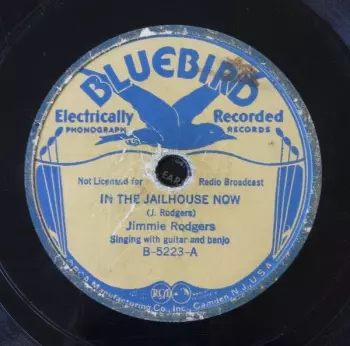 BLUEBIRD
Electrically Recorded
PHONOGRAPH RECORDS
Not Licensed for Radio Broadcast
IN THE JAILHOUSE NOW
(J. Rodgers)
Jimmie Rodgers
Singing with guitar and banjo
B-5223-A
RCA
Manufacturing Co., Inc. Camden, N.J., U.S.A.